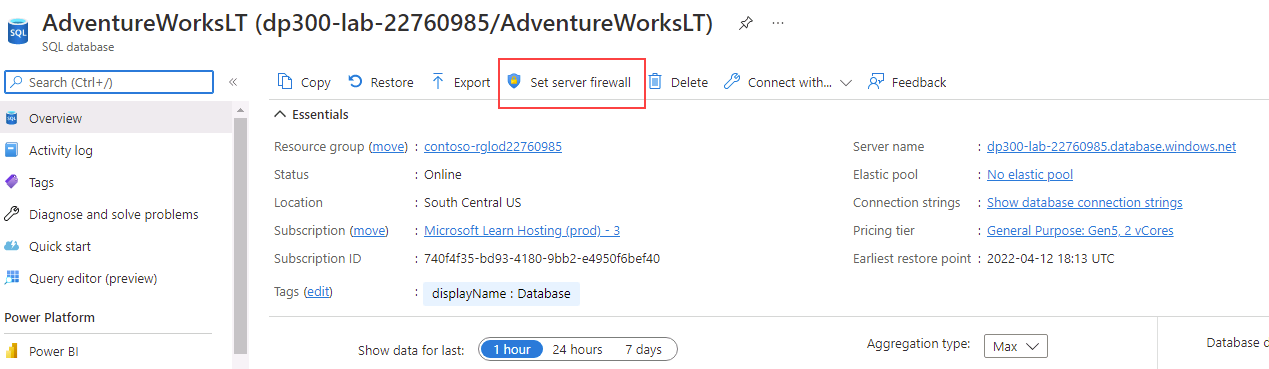 AdventureWorksLT (dp300-lab-22760985/AdventureWorksLT)
SQL database
Search (Ctrl+/)
Overview
Activity log
Tags
Diagnose and solve problems
Quick start
Query editor (preview)
Power Platform
Power BI
Copy Restore Export Set server firewall Delete Connect with... Feedback
Essentials
Resource group (move) : contoso-rglod22760985
Status : Online
Location : South Central US
Subscription (move) : Microsoft Learn Hosting (prod) - 3
Subscription ID : 740f4f35-bd93-4180-9bb2-e4950f6bef40
Tags (edit) : displayName : Database
Server name : dp300-lab-22760985.database.windows.net
Elastic pool : No elastic pool
Connection strings : Show database connection strings
Pricing tier : General Purpose: Gen5, 2 vCores
Earliest restore point : 2022-04-12 18:13 UTC
Show data for last: 1 hour 24 hours 7 days
Aggregation type: Max
Database